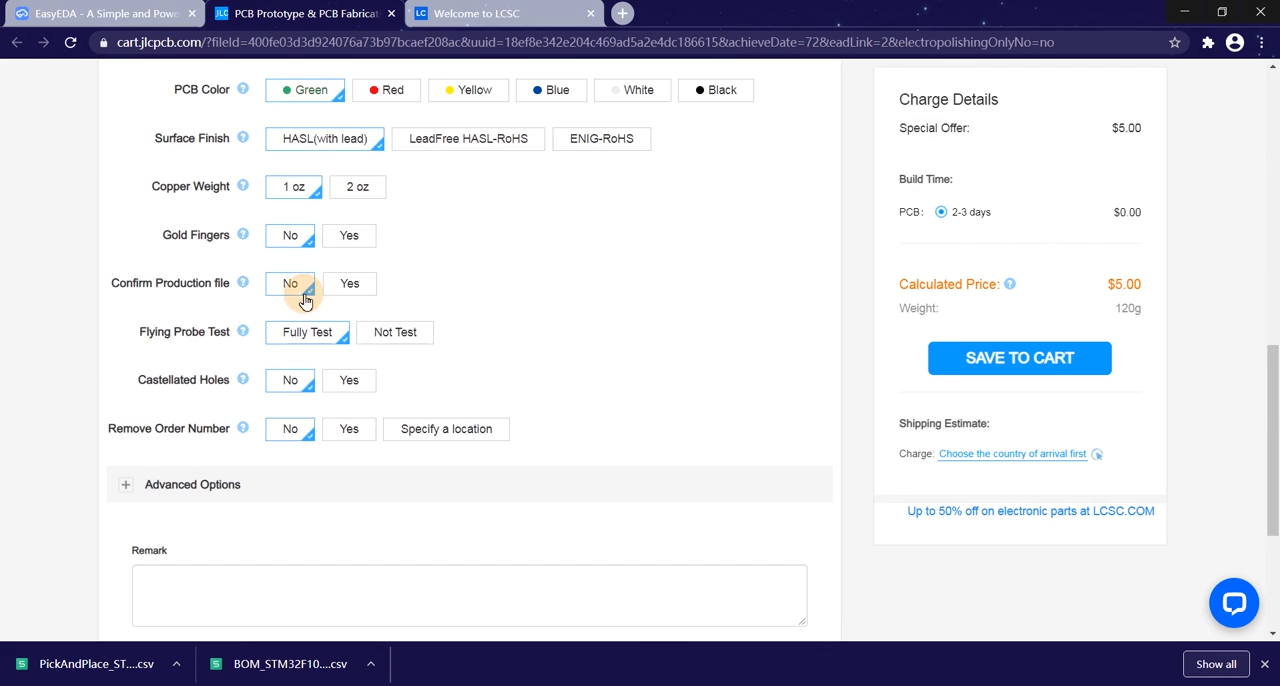 EasyEDA - A Simple and Powe
PCB Prototype & PCB Fabricat
Welcome to LCSC
cart.jlcpcb.com/?fileId=400fe03d3d924076a73b97bcaef208ac&uuid=18ef8e342e204c469ad5a2e4dc186615&achieveDate=72&eadLink=2&electropolishingOnlyNo=no
PCB Color Green Red Yellow Blue White Black
Surface Finish HASL(with lead) LeadFree HASL-RoHS ENIG-RoHS
Copper Weight 1 oz 2 oz
Gold Fingers No Yes
Confirm Production file No Yes
Flying Probe Test Fully Test Not Test
Castellated Holes No Yes
Remove Order Number No Yes Specify a location
+ Advanced Options
Remark
Charge Details
Special Offer: $5.00
Build Time:
PCB: 2-3 days $0.00
Calculated Price: $5.00
Weight: 120g
SAVE TO CART
Shipping Estimate:
Charge: Choose the country of arrival first
Up to 50% off on electronic parts at LCSC.COM
PickAndPlace_ST....csv
BOM_STM32F10....csv
Show all